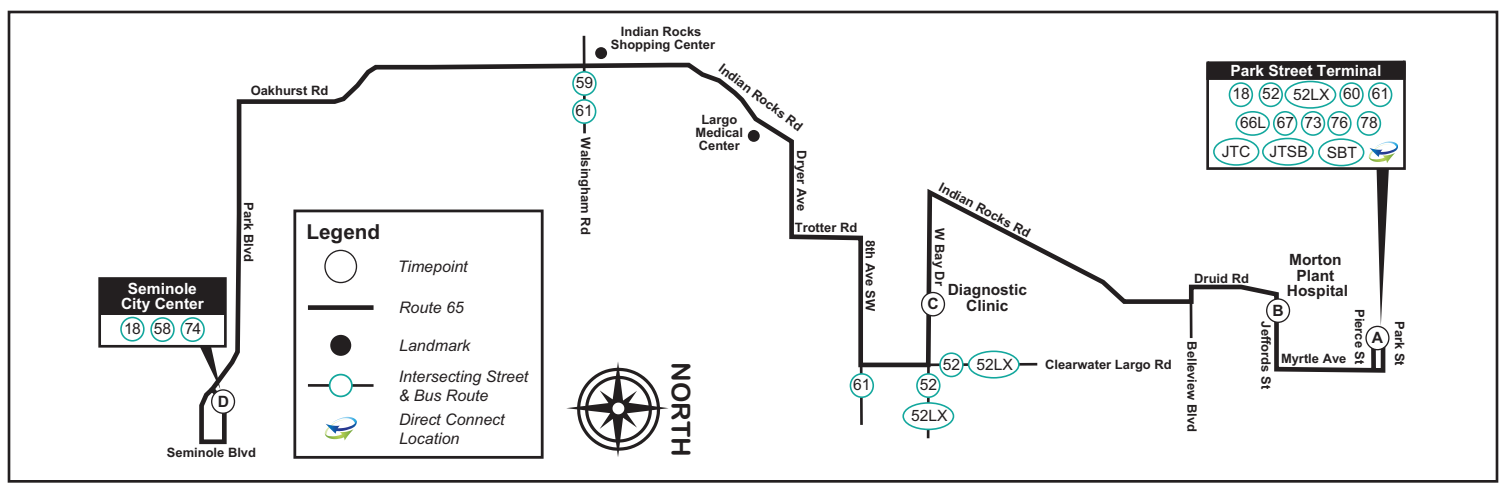 Indian Rocks
Shopping Center
Oakhurst Rd
59
61
Walsingham Rd
Indian Rocks Rd
Largo
Medical
Center
Dryer Ave
Trotter Rd
8th Ave SW
61
Park Blvd
Seminole
City Center
18 58 74
D
Seminole Blvd
Legend
Timepoint
Route 65
Landmark
Intersecting Street
& Bus Route
Direct Connect
Location
NORTH
Indian Rocks Rd
W Bay Dr
C
Diagnostic
Clinic
52 52LX
Clearwater Largo Rd
52
52LX
Belleview Blvd
Druid Rd
Morton
Plant
Hospital
B
Jeffords St
Myrtle Ave
Pierce St
A
Park St
Park Street Terminal
18 52 52LX 60 61
66L 67 73 76 78
JTC JTSB SBT